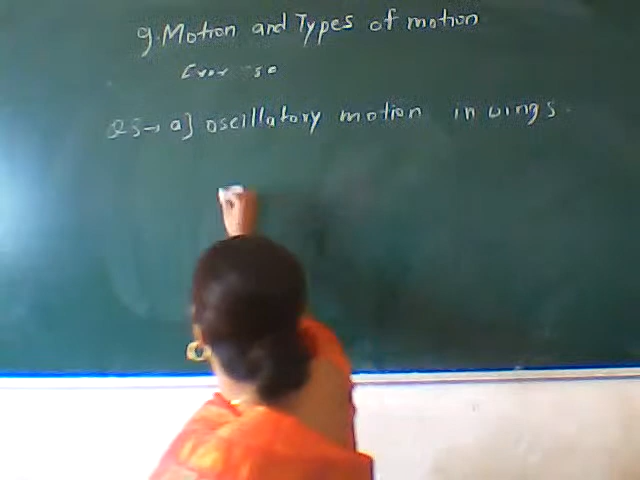 9. Motion and Types of motion
Q5→ a] oscillatory motion in wings.